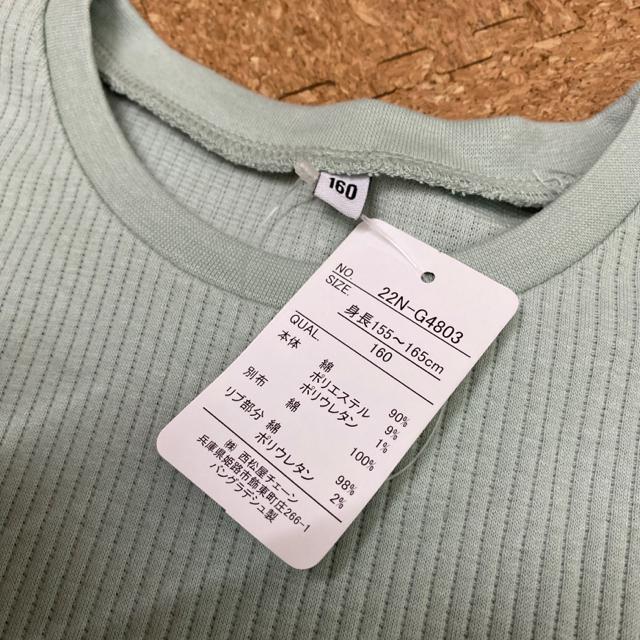 160
NO. 22N-G4803
SIZE. 身長155～165cm
160
QUAL.
本体 綿 90%
ポリエステル 9%
ポリウレタン 1%
別布 綿 100%
リブ部分 綿 98%
ポリウレタン 2%
㈱ 西松屋チェーン
兵庫県姫路市飾東町庄266-1
バングラデシュ製